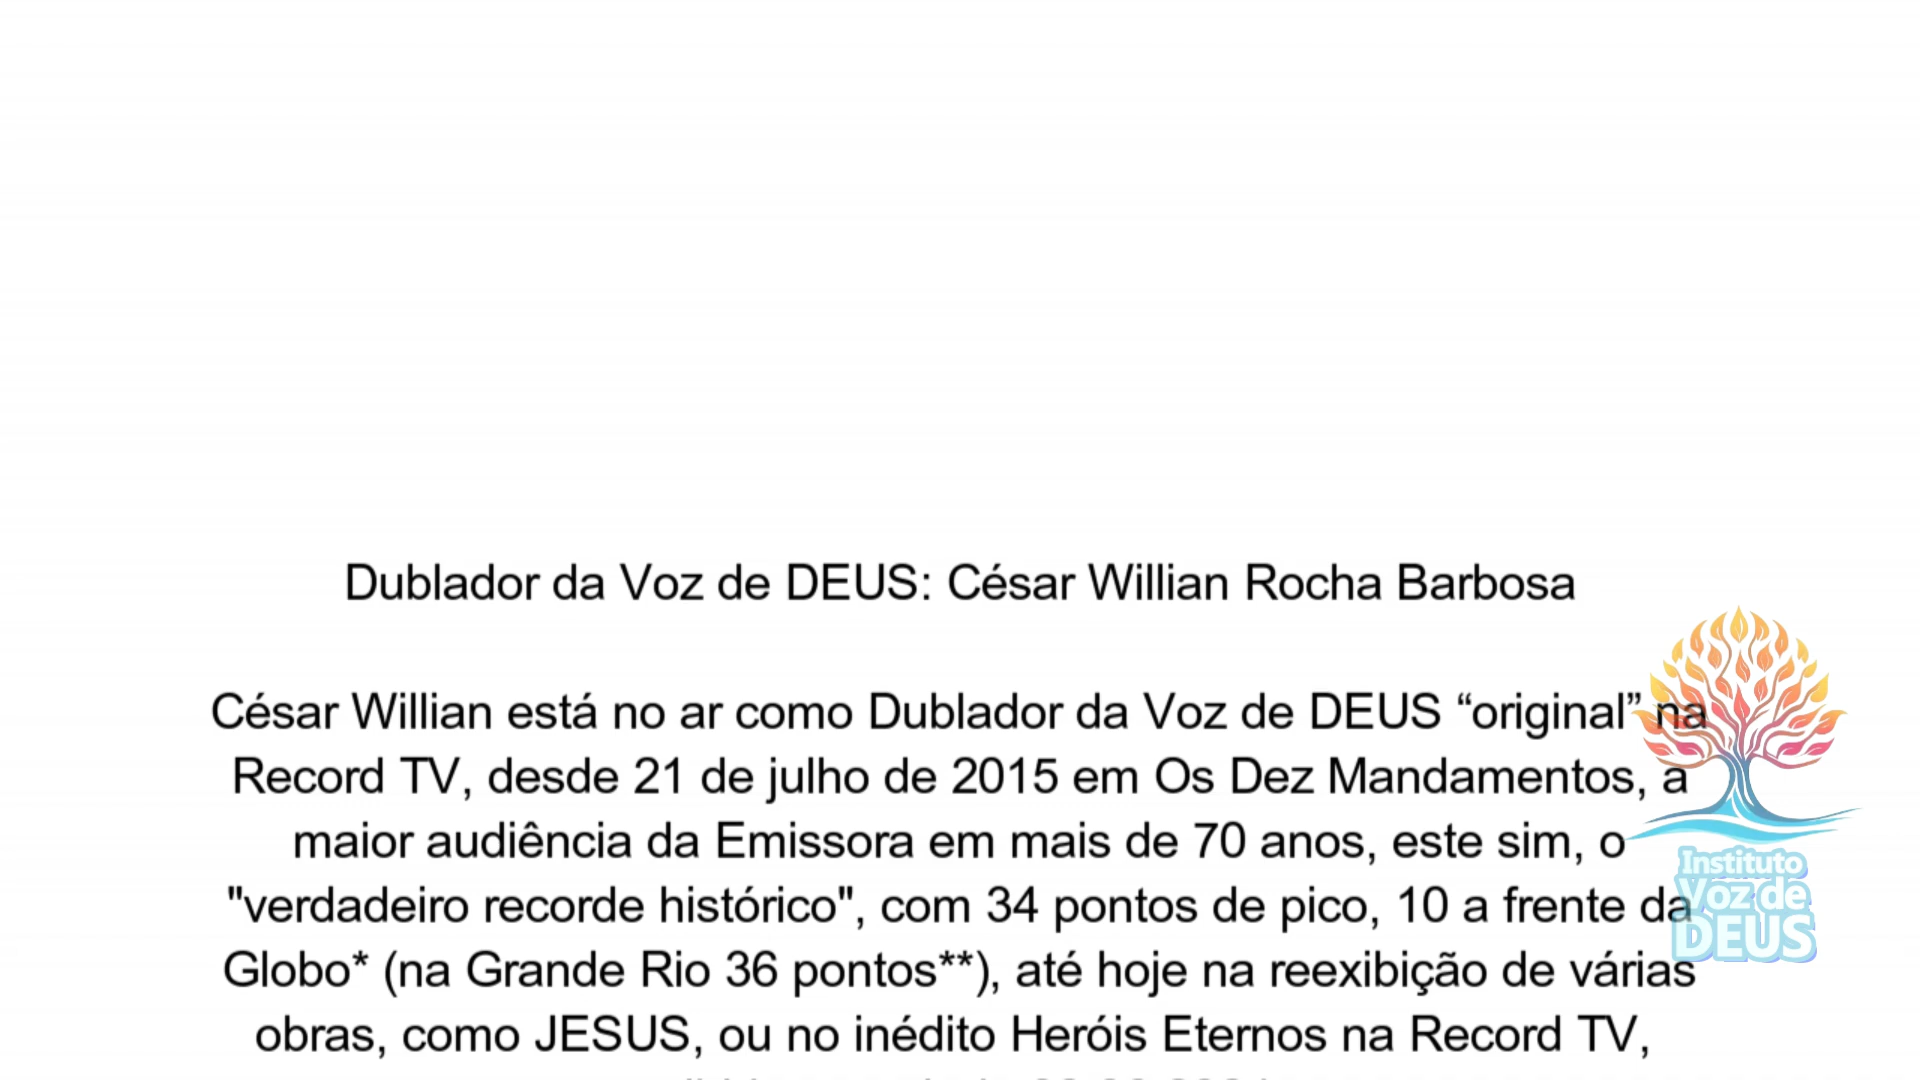 Dublador da Voz de DEUS: César Willian Rocha Barbosa
César Willian está no ar como Dublador da Voz de DEUS “original” na
Record TV, desde 21 de julho de 2015 em Os Dez Mandamentos, a
maior audiência da Emissora em mais de 70 anos, este sim, o
"verdadeiro recorde histórico", com 34 pontos de pico, 10 a frente da
Globo* (na Grande Rio 36 pontos**), até hoje na reexibição de várias
obras, como JESUS, ou no inédito Heróis Eternos na Record TV,
Instituto
Voz de
DEUS